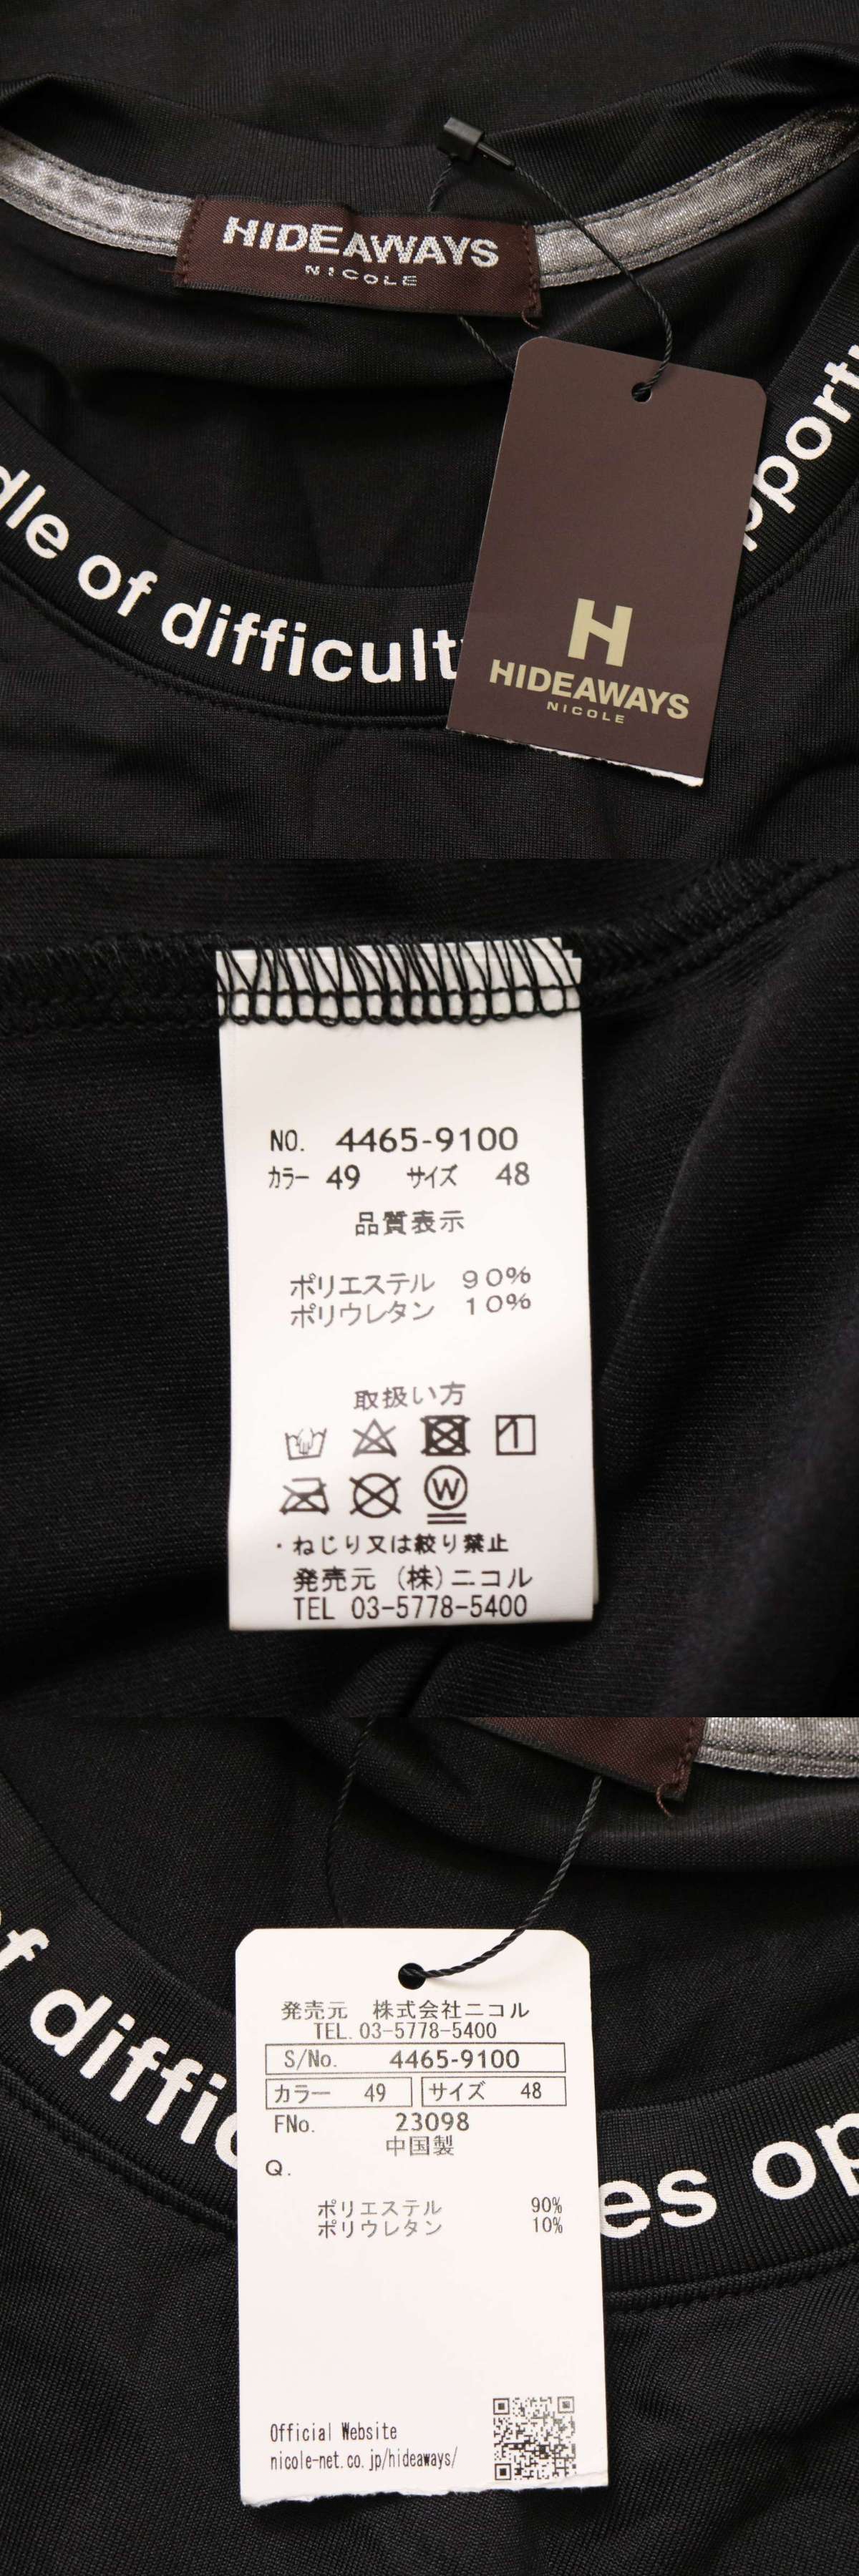 HIDEAWAYS
NICOLE
of difficult
H
HIDEAWAYS
NICOLE
NO. 4465-9100
カラー 49 サイズ 48
品質表示
ポリエステル 90%
ポリウレタン 10%
取扱い方
W
・ねじり又は絞り禁止
発売元 (株)ニコル
TEL 03-5778-5400
of diffic
発売元 株式会社ニコル
TEL.03-5778-5400
S/No. 4465-9100
カラー 49 サイズ 48
FNo. 23098
中国製
Q.
ポリエステル 90%
ポリウレタン 10%
es op
Official Website
nicole-net.co.jp/hideaways/